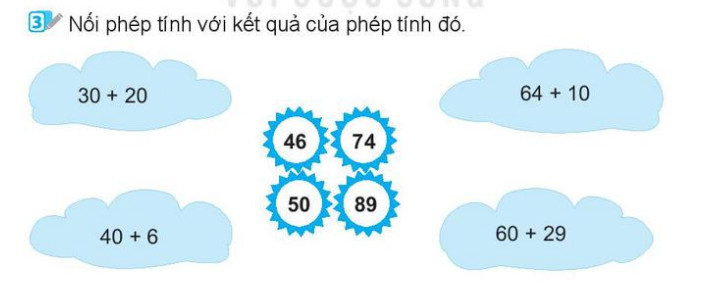 3 Nối phép tính với kết quả của phép tính đó.
30 + 20
64 + 10
46 74
50 89
40 + 6
60 + 29